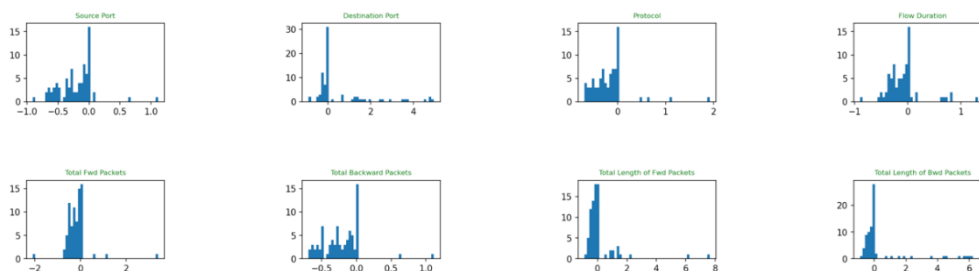 Source Port
Destination Port
Protocol
Flow Duration
15
10
5
0
−1.0 −0.5 0.0 0.5 1.0
30
20
10
0
0 2 4
15
10
5
0
0 1 2
15
10
5
0
−1 0 1
Total Fwd Packets
Total Backward Packets
Total Length of Fwd Packets
Total Length of Bwd Packets
15
10
5
0
−2 0 2
15
10
5
0
−0.5 0.0 0.5 1.0
15
10
5
0
0 2 4 6 8
20
10
0
0 2 4 6